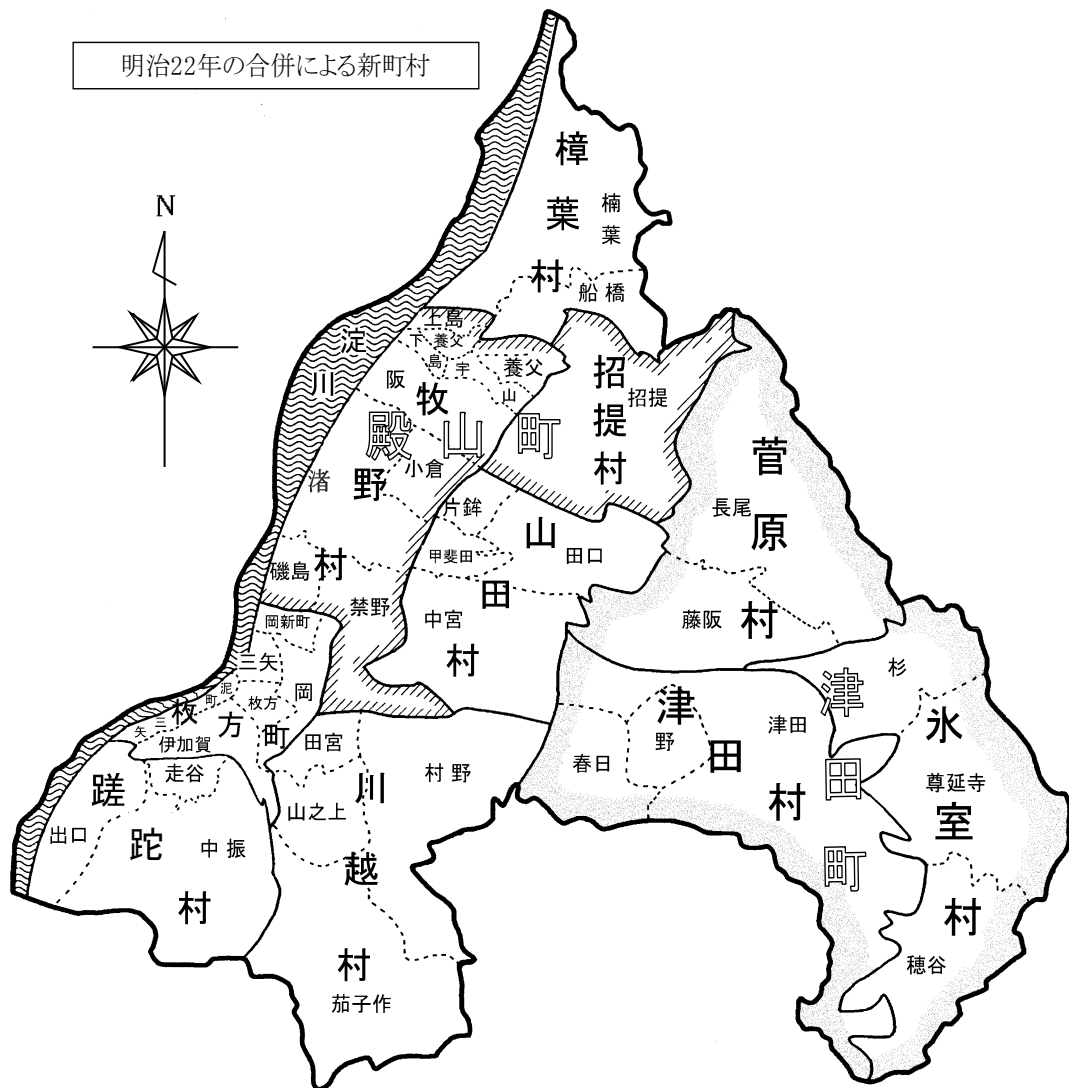 明治22年の合併による新町村
N
樟葉村
楠葉
船橋
淀川
上島
下島
養父
宇山
養父
阪
牧野村
殿山町
小倉
渚
磯島
禁野
招提村
招提
菅原村
長尾
藤阪
山田村
片鉾
甲斐田
田口
中宮
岡新町
三矢
泥町
枚方
岡
三矢
枚方町
伊加賀
田宮
川越村
村野
山之上
茄子作
蹉跎村
走谷
出口
中振
津田村
津田
野
春日
津田町
氷室村
杉
尊延寺
穂谷